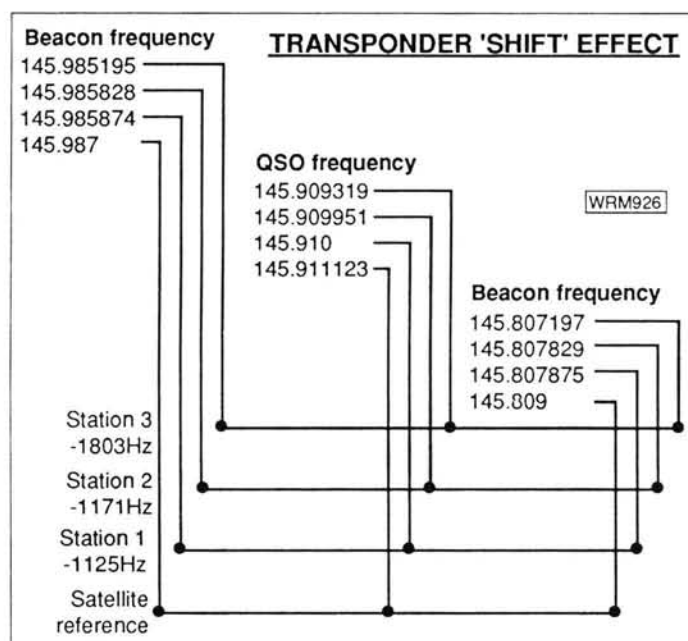 Beacon frequency
TRANSPONDER 'SHIFT' EFFECT
145.985195
145.985828
145.985874
145.987
QSO frequency
145.909319
145.909951
145.910
145.911123
WRM926
Beacon frequency
145.807197
145.807829
145.807875
145.809
Station 3
-1803Hz
Station 2
-1171Hz
Station 1
-1125Hz
Satellite
reference